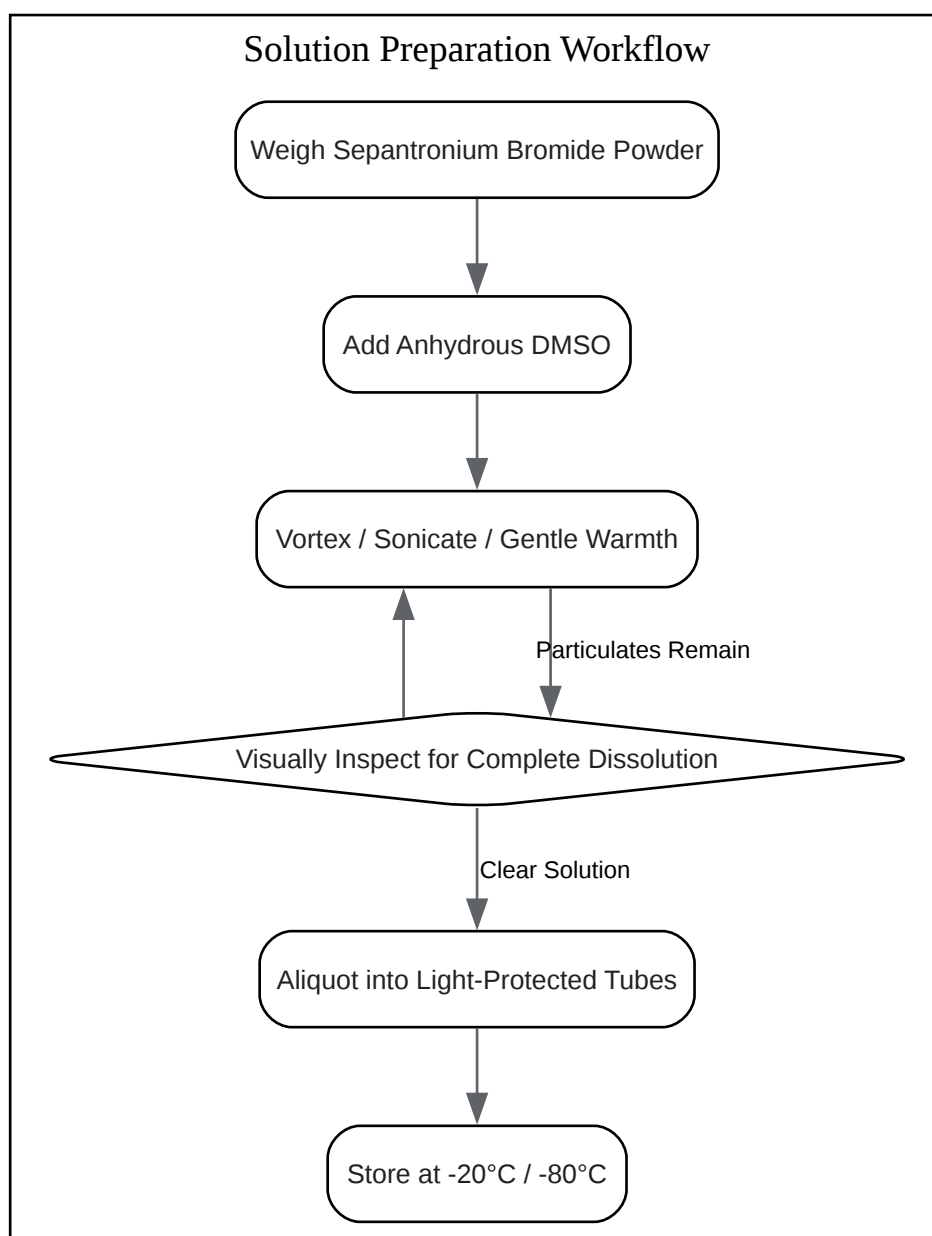 Solution Preparation Workflow
Weigh Sepantronium Bromide Powder
Add Anhydrous DMSO
Vortex / Sonicate / Gentle Warmth
Particulates Remain
Visually Inspect for Complete Dissolution
Clear Solution
Aliquot into Light-Protected Tubes
Store at -20°C / -80°C